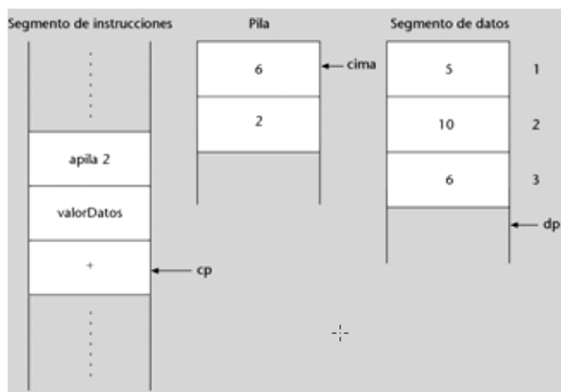 Segmento de instrucciones
Pila
Segmento de datos
6
cima
5
1
2
10
2
apila 2
6
3
valorDatos
dp
+
cp